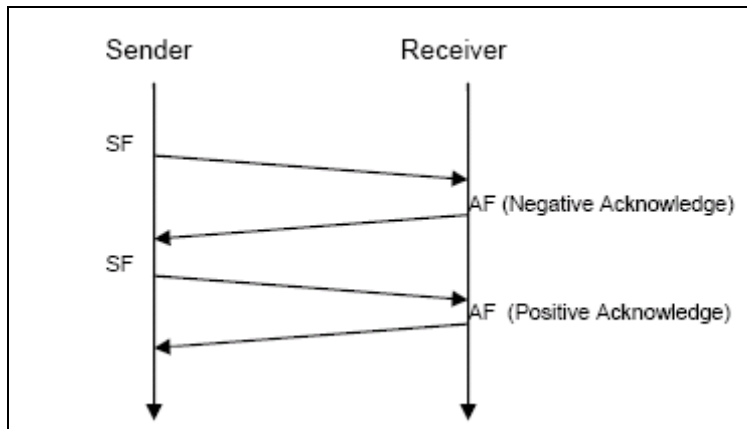 Sender Receiver
SF
AF (Negative Acknowledge)
SF
AF (Positive Acknowledge)